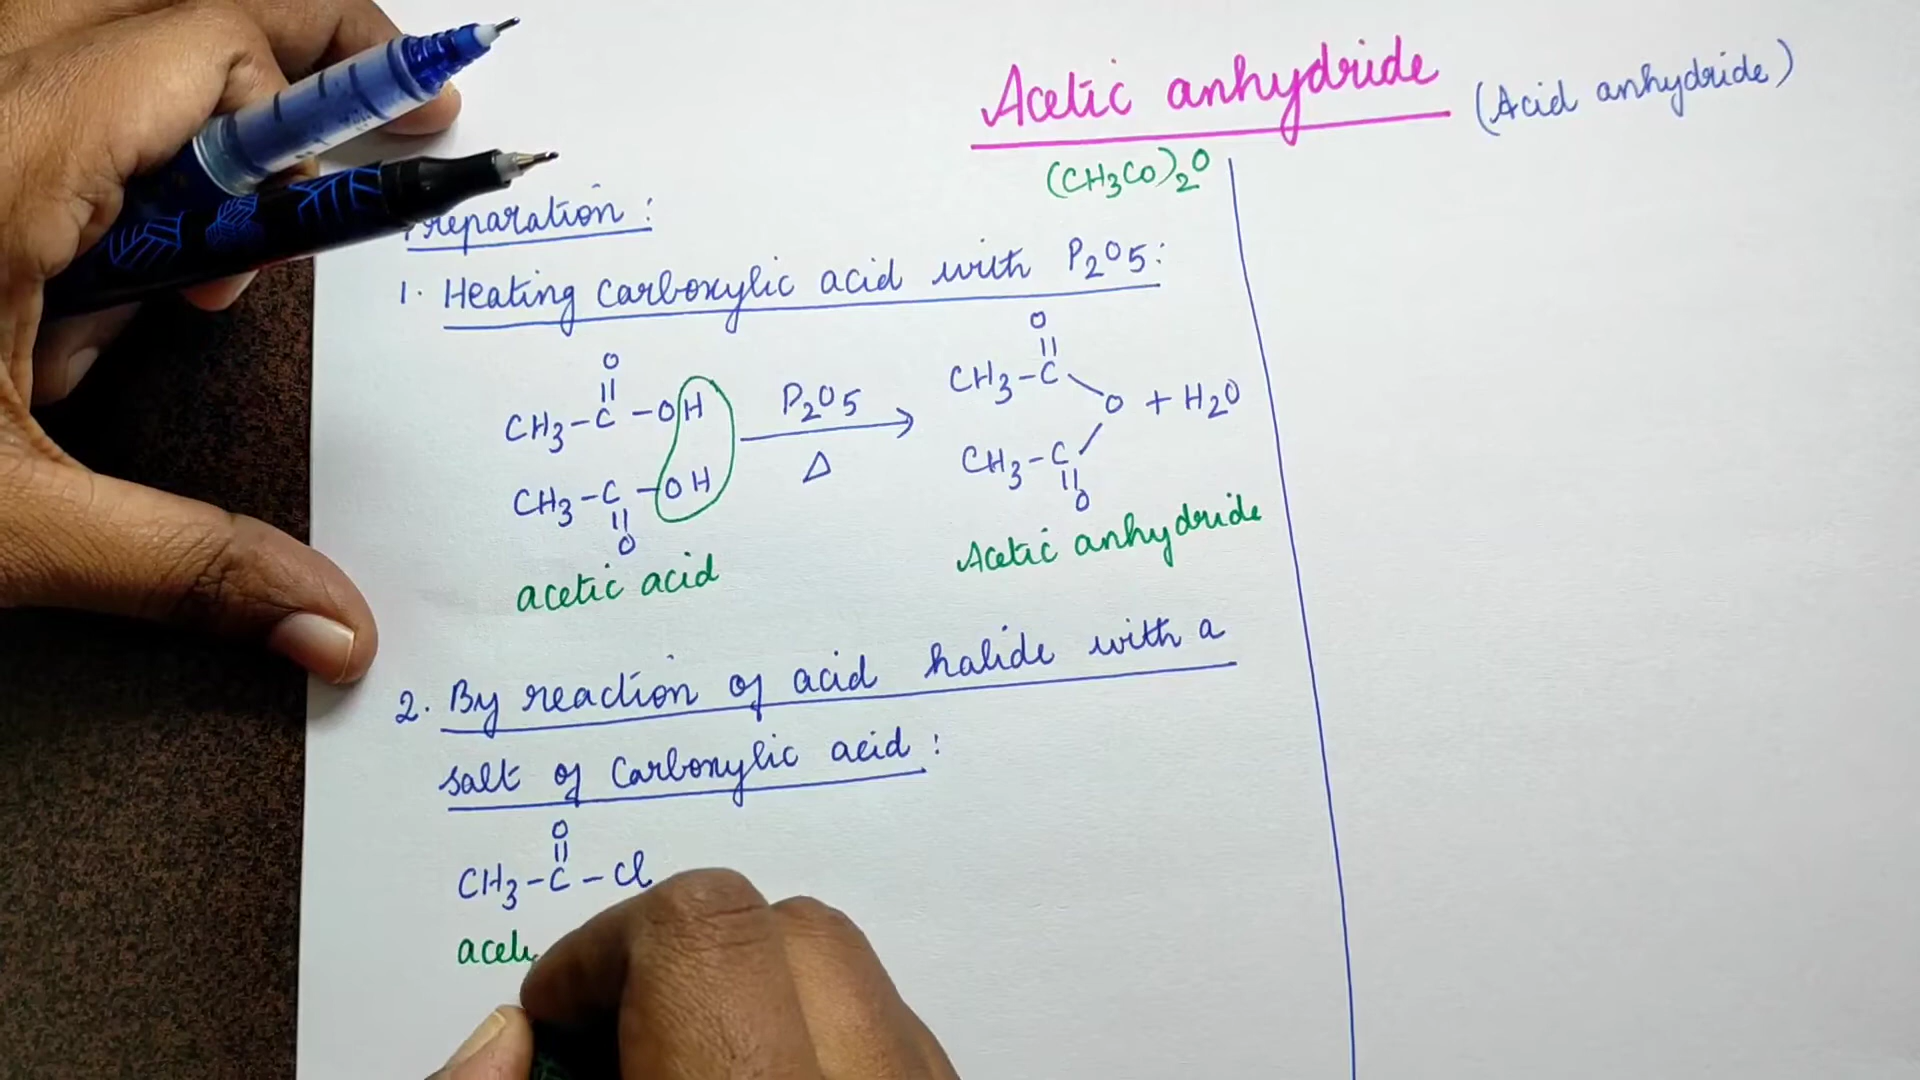 Acetic anhydride (Acid anhydride)
(CH3CO)2O
Preparation:
1. Heating carboxylic acid with P2O5:
O O
|| ||
CH3-C-OH P2O5 CH3-C
O + H2O
CH3-C-OH Δ CH3-C
|| ||
O O
acetic acid Acetic anhydride
2. By reaction of acid halide with a
salt of carboxylic acid:
O
||
CH3-C-Cl